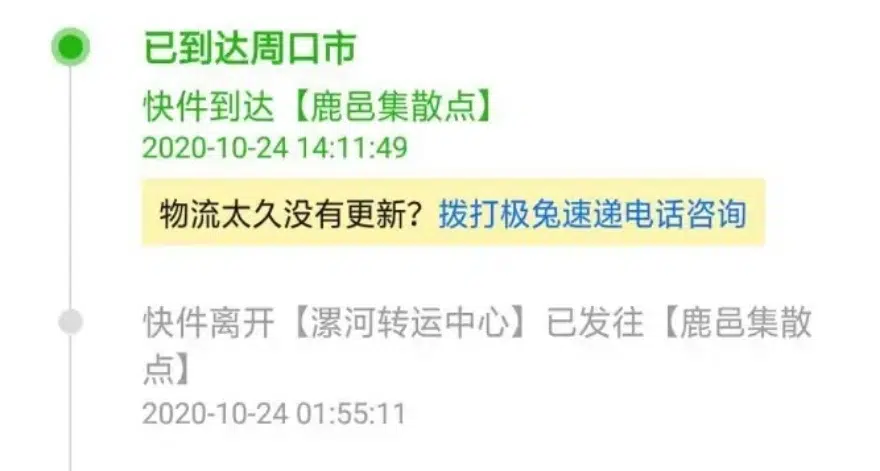 已到达周口市
快件到达【鹿邑集散点】
2020-10-24 14:11:49
物流太久没有更新？拨打极兔速递电话咨询
快件离开【漯河转运中心】已发往【鹿邑集散
点】
2020-10-24 01:55:11